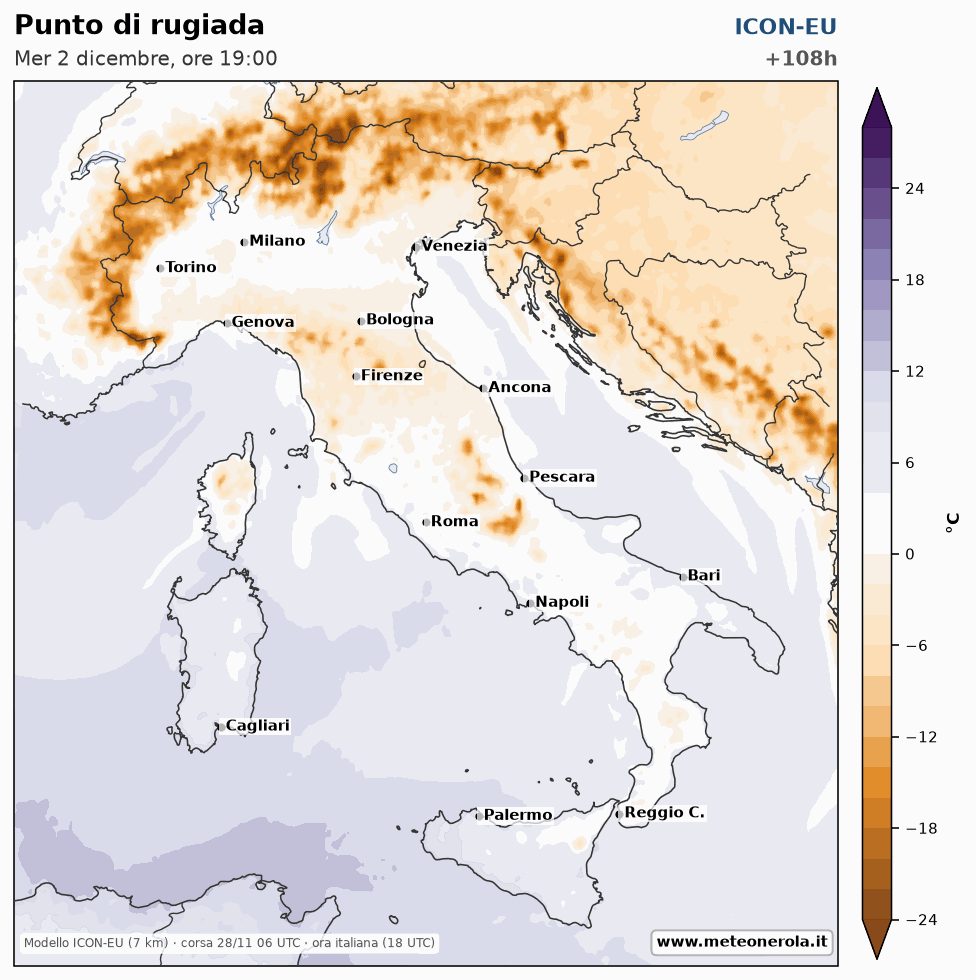 Punto di rugiada
ICON-EU
Mer 2 dicembre, ore 19:00
+108h
Milano
Venezia
Torino
Genova
Bologna
Firenze
Ancona
Pescara
Roma
Bari
Napoli
Cagliari
Palermo
Reggio C.
24
18
12
6
0
−6
−12
−18
−24
°C
Modello ICON-EU (7 km) · corsa 28/11 06 UTC · ora italiana (18 UTC)
www.meteonerola.it